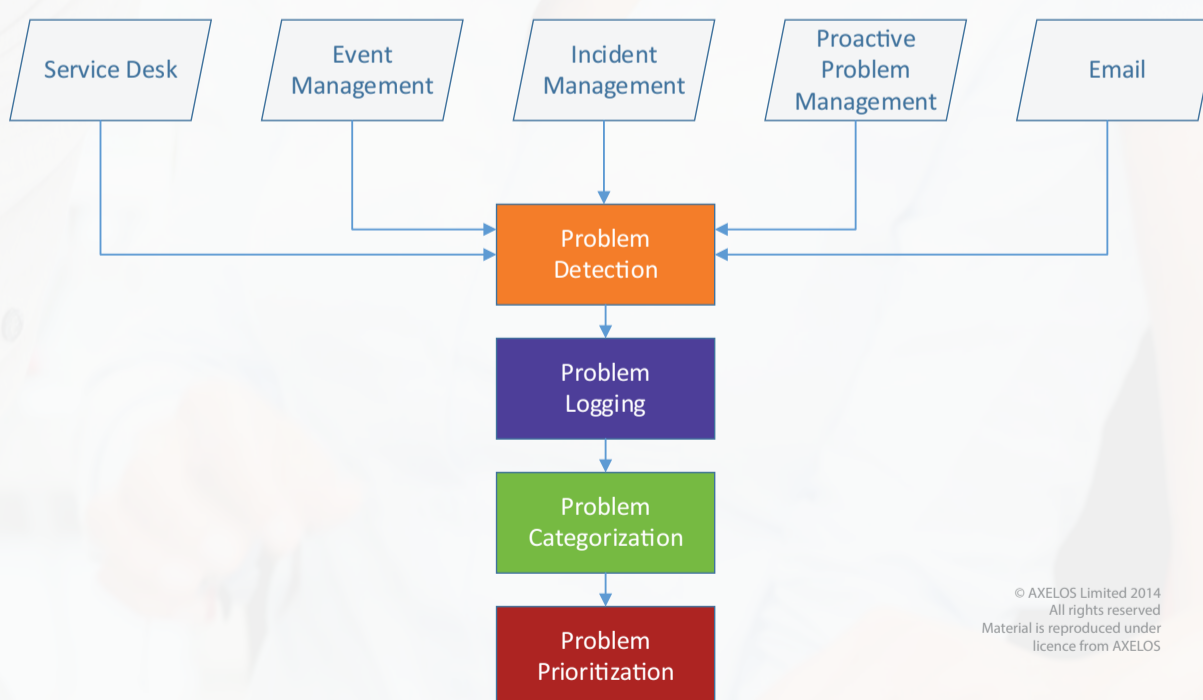 Service Desk
Event
Management
Incident
Management
Proactive
Problem
Management
Email
Problem
Detection
Problem
Logging
Problem
Categorization
Problem
Prioritization
© AXELOS Limited 2014
All rights reserved
Material is reproduced under
licence from AXELOS